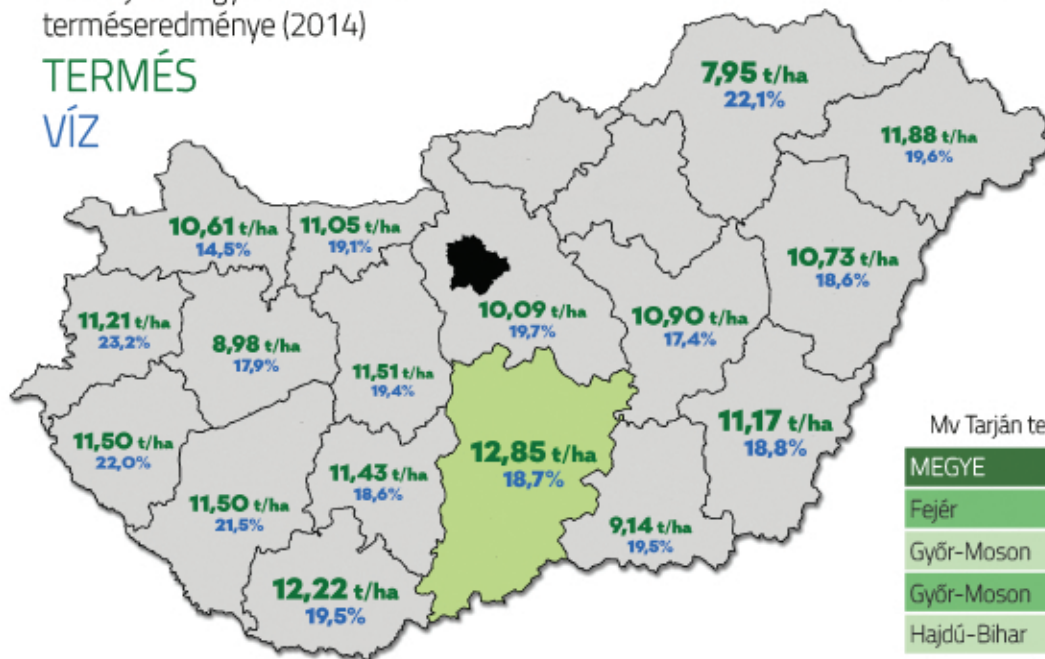 terméseredménye (2014)
TERMÉS
VÍZ
7,95 t/ha
22,1%
11,88 t/ha
19,6%
10,61 t/ha
14,5%
11,05 t/ha
19,1%
10,73 t/ha
18,6%
10,09 t/ha
19,7%
10,90 t/ha
17,4%
11,21 t/ha
23,2%
8,98 t/ha
17,9%
11,51 t/ha
19,4%
11,50 t/ha
22,0%
11,43 t/ha
18,6%
12,85 t/ha
18,7%
11,17 t/ha
18,8%
11,50 t/ha
21,5%
9,14 t/ha
19,5%
12,22 t/ha
19,5%
Mv Tarján
MEGYE
Fejér
Győr-Moson
Győr-Moson
Hajdú-Bihar